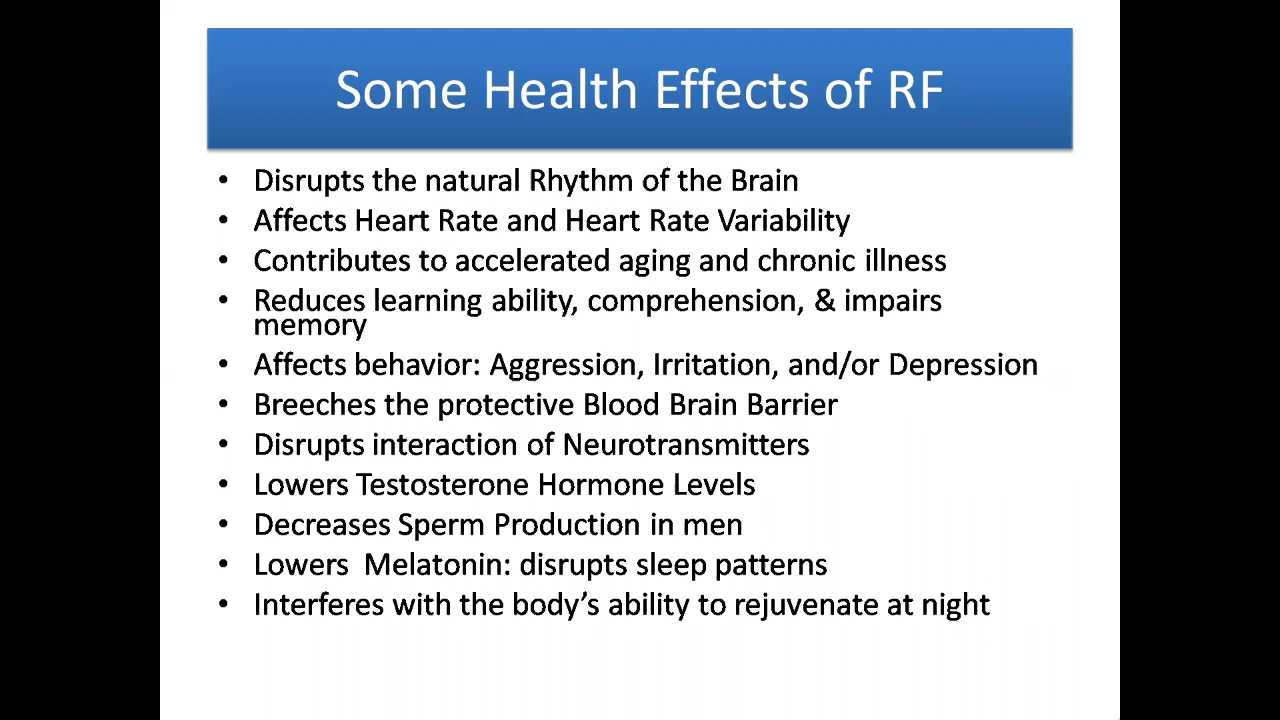 Some Health Effects of RF
• Disrupts the natural Rhythm of the Brain
• Affects Heart Rate and Heart Rate Variability
• Contributes to accelerated aging and chronic illness
• Reduces learning ability, comprehension, & impairs
memory
• Affects behavior: Aggression, Irritation, and/or Depression
• Breeches the protective Blood Brain Barrier
• Disrupts interaction of Neurotransmitters
• Lowers Testosterone Hormone Levels
• Decreases Sperm Production in men
• Lowers  Melatonin: disrupts sleep patterns
• Interferes with the body’s ability to rejuvenate at night